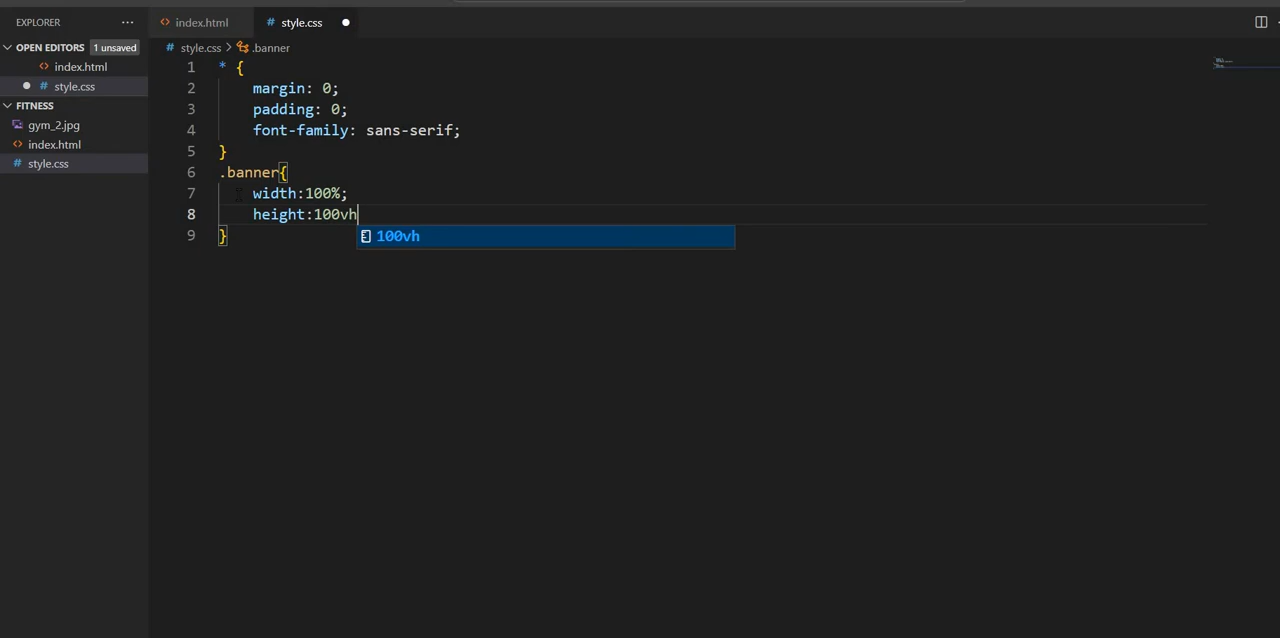 EXPLORER
index.html
# style.css
OPEN EDITORS 1 unsaved
index.html
# style.css
FITNESS
gym_2.jpg
index.html
# style.css
# style.css > .banner
1 * {
2 margin: 0;
3 padding: 0;
4 font-family: sans-serif;
5 }
6 .banner{
7 width:100%;
8 height:100vh
9 }
100vh